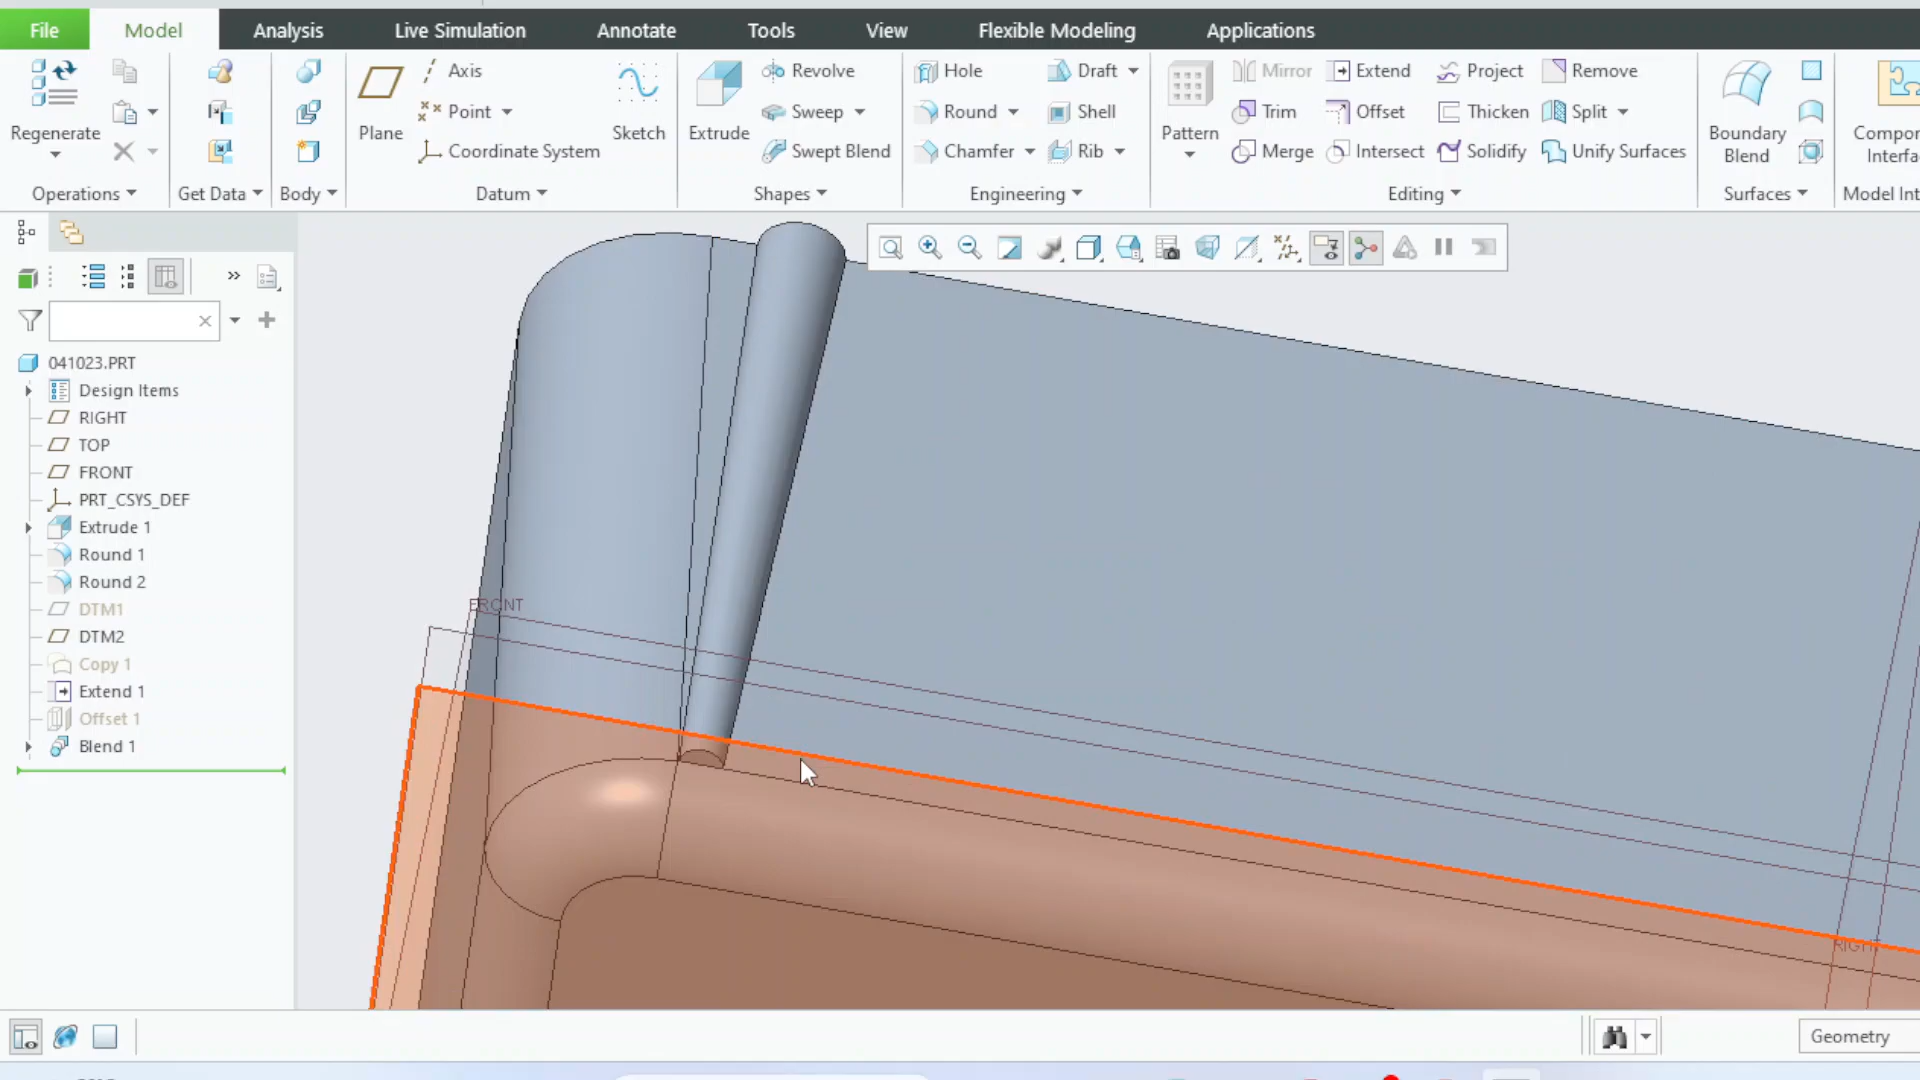 File Model Analysis Live Simulation Annotate Tools View Flexible Modeling Applications
Axis Revolve Hole Draft Mirror Extend Project Remove
Regenerate Plane Point Sketch Extrude Sweep Round Shell Pattern Trim Offset Thicken Split Boundary Blend
Coordinate System Swept Blend Chamfer Rib Merge Intersect Solidify Unify Surfaces
Operations Get Data Body Datum Shapes Engineering Editing Surfaces
041023.PRT
Design Items
RIGHT
TOP
FRONT
PRT_CSYS_DEF
Extrude 1
Round 1
Round 2
DTM1
DTM2
Copy 1
Extend 1
Offset 1
Blend 1
FRONT
RIGHT
Geometry